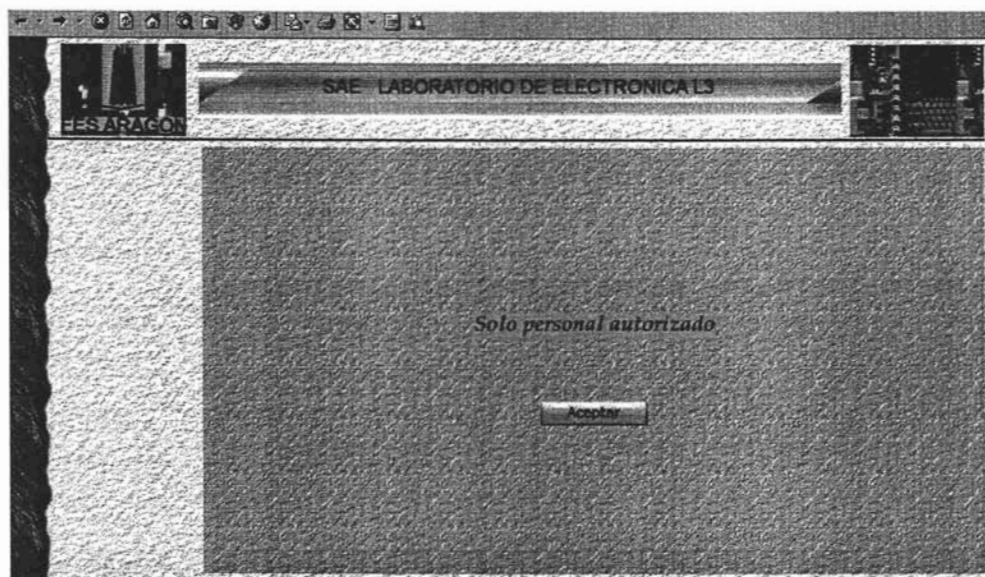 SAE LABORATORIO DE ELECTRONICA L3
FES ARAGON
Solo personal autorizado
Aceptar